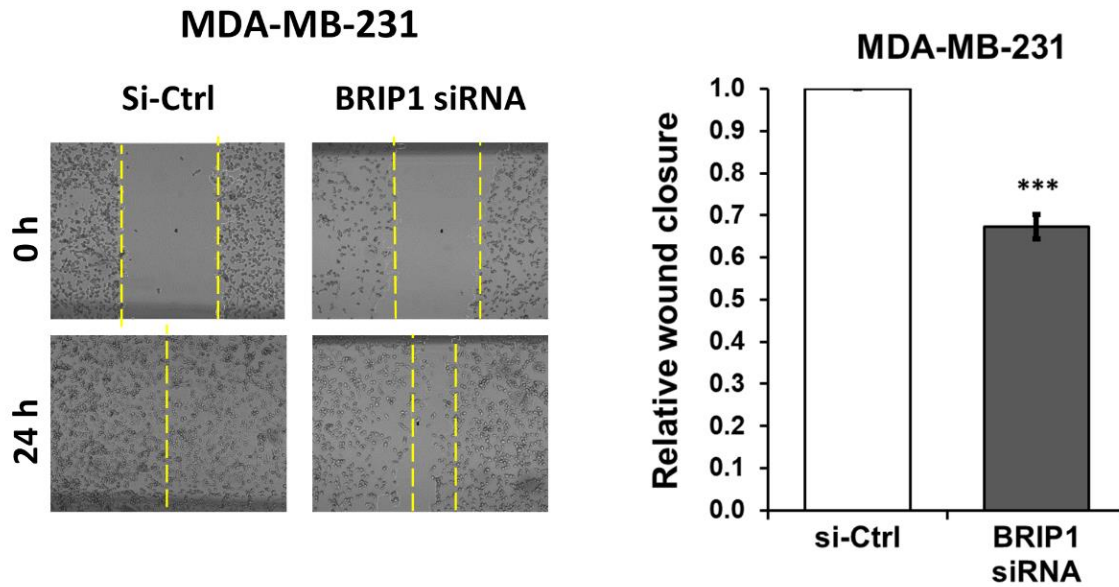 MDA-MB-231
Si-Ctrl
BRIP1 siRNA
0 h
24 h
MDA-MB-231
Relative wound closure
1.0
0.9
0.8
0.7
0.6
0.5
0.4
0.3
0.2
0.1
0.0
***
si-Ctrl
BRIP1
siRNA